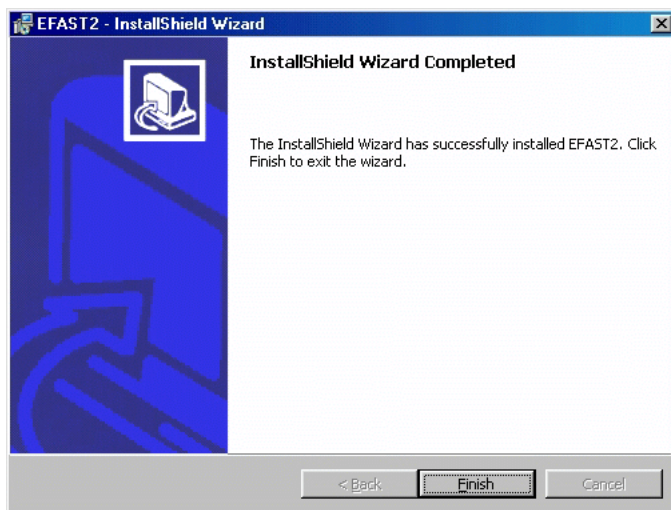 EFAST2 - InstallShield Wizard
InstallShield Wizard Completed
The InstallShield Wizard has successfully installed EFAST2. Click
Finish to exit the wizard.
< Back
Finish
Cancel